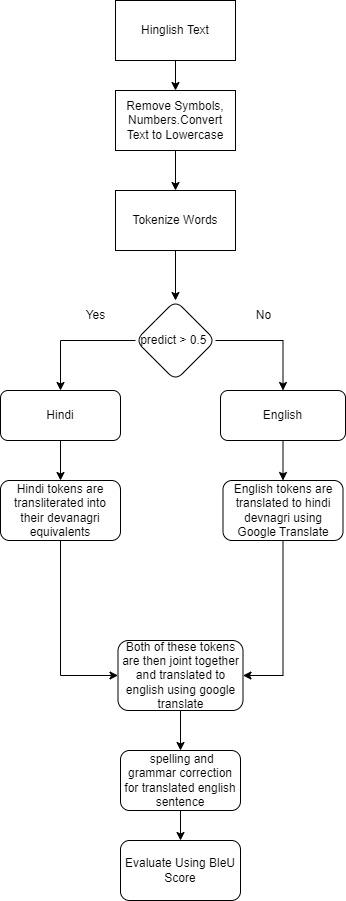 Hinglish Text
Remove Symbols,
Numbers.Convert
Text to Lowercase
Tokenize Words
Yes
No
predict > 0.5
Hindi
English
Hindi tokens are
transliterated into
their devanagri
equivalents
English tokens are
translated to hindi
devnagri using
Google Translate
Both of these tokens
are then joint together
and translated to
english using google
translate
spelling and
grammar correction
for translated english
sentence
Evaluate Using BleU
Score